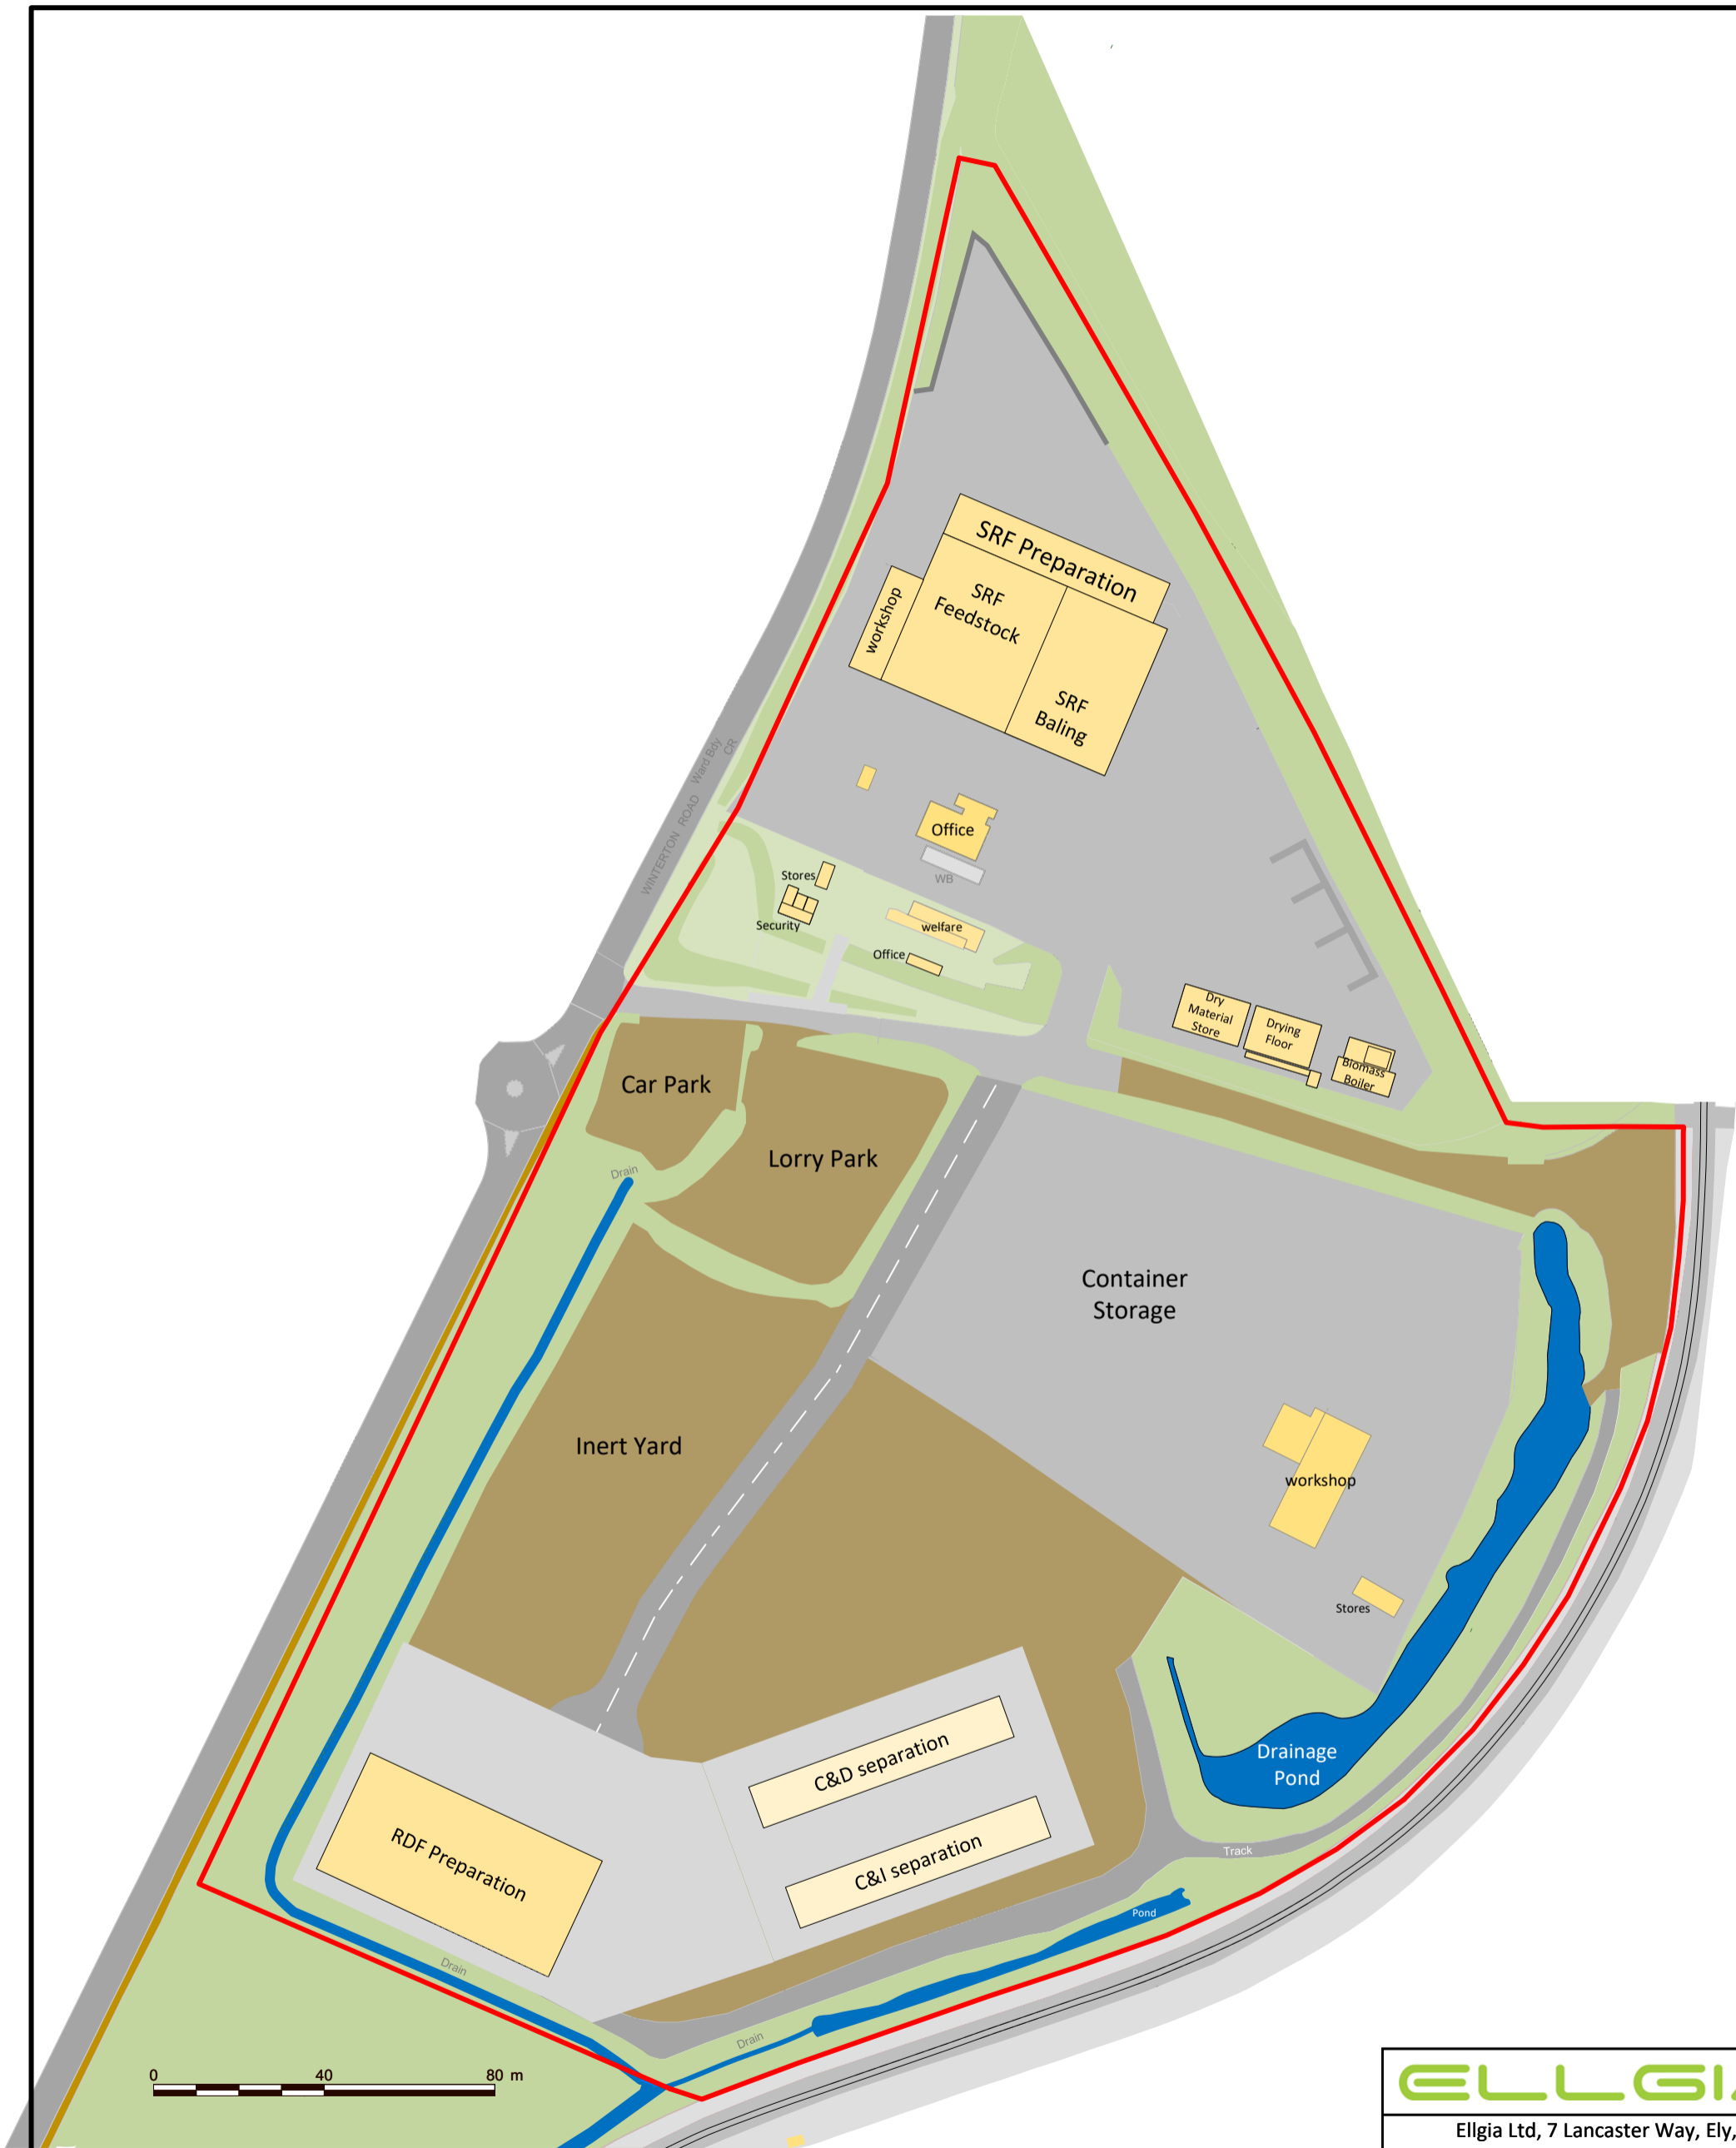 SRF Preparation
SRF
Feedstock
workshop
SRF
Baling
WINTERTON ROAD
Ward Bdy
CR
Office
WB
Stores
Security
welfare
Office
Dry
Material
Store
Drying
Floor
Biomass
Boiler
Car Park
Lorry Park
Drain
Container
Storage
Inert Yard
workshop
Stores
C&D separation
Drainage
Pond
RDF Preparation
C&I separation
Track
Pond
Drain
Drain
0 40 80 m
ELLGIA
Ellgia Ltd, 7 Lancaster Way, Ely,